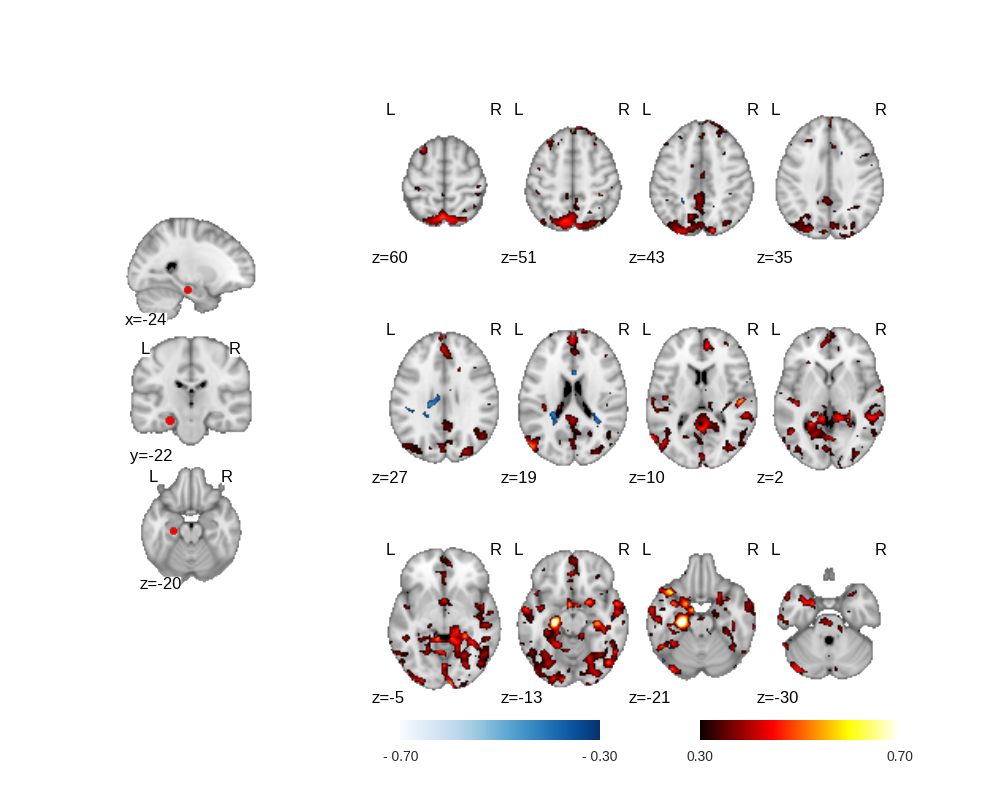 L R L R L R L R
z=60 z=51 z=43 z=35
x=-24
L R
y=-22
L R
z=-20
L R L R L R L R
z=27 z=19 z=10 z=2
L R L R L R L R
z=-5 z=-13 z=-21 z=-30
- 0.70 - 0.30 0.30 0.70